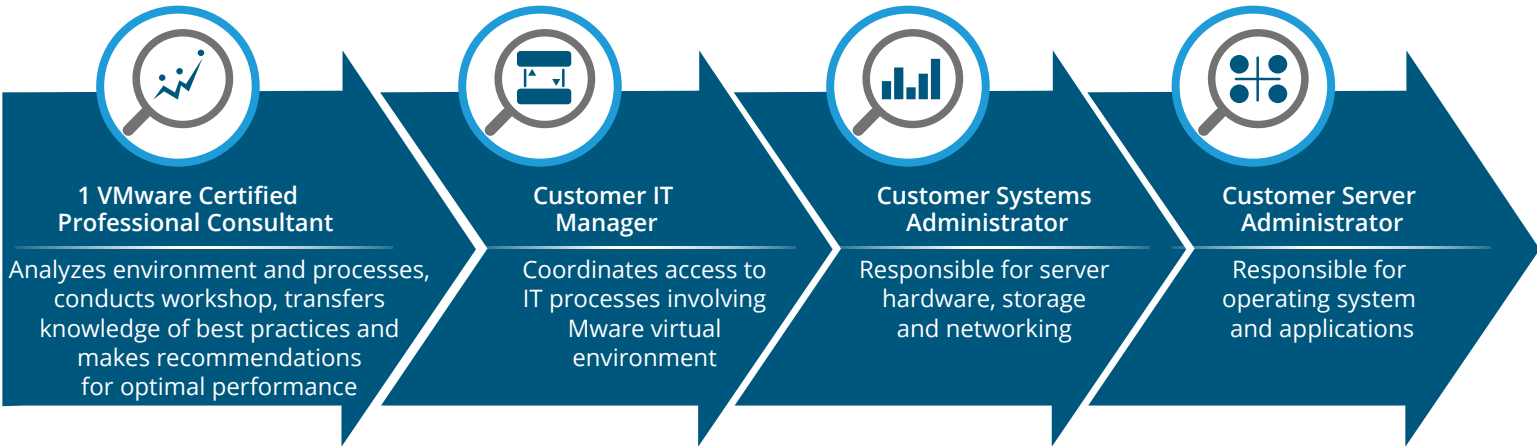 1 VMware Certified
Professional Consultant
Analyzes environment and processes,
conducts workshop, transfers
knowledge of best practices and
makes recommendations
for optimal performance
Customer IT
Manager
Coordinates access to
IT processes involving
Mware virtual
environment
Customer Systems
Administrator
Responsible for server
hardware, storage
and networking
Customer Server
Administrator
Responsible for
operating system
and applications